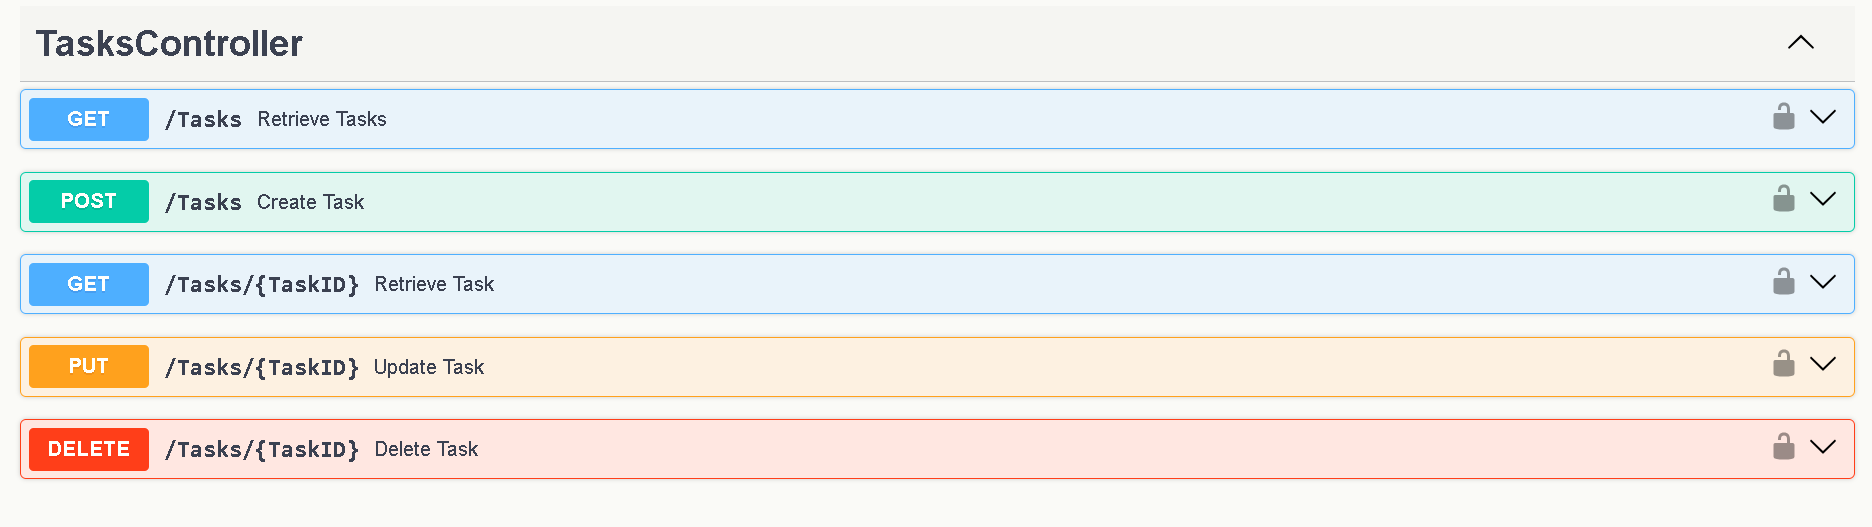 TasksController
GET /Tasks Retrieve Tasks
POST /Tasks Create Task
GET /Tasks/{TaskID} Retrieve Task
PUT /Tasks/{TaskID} Update Task
DELETE /Tasks/{TaskID} Delete Task